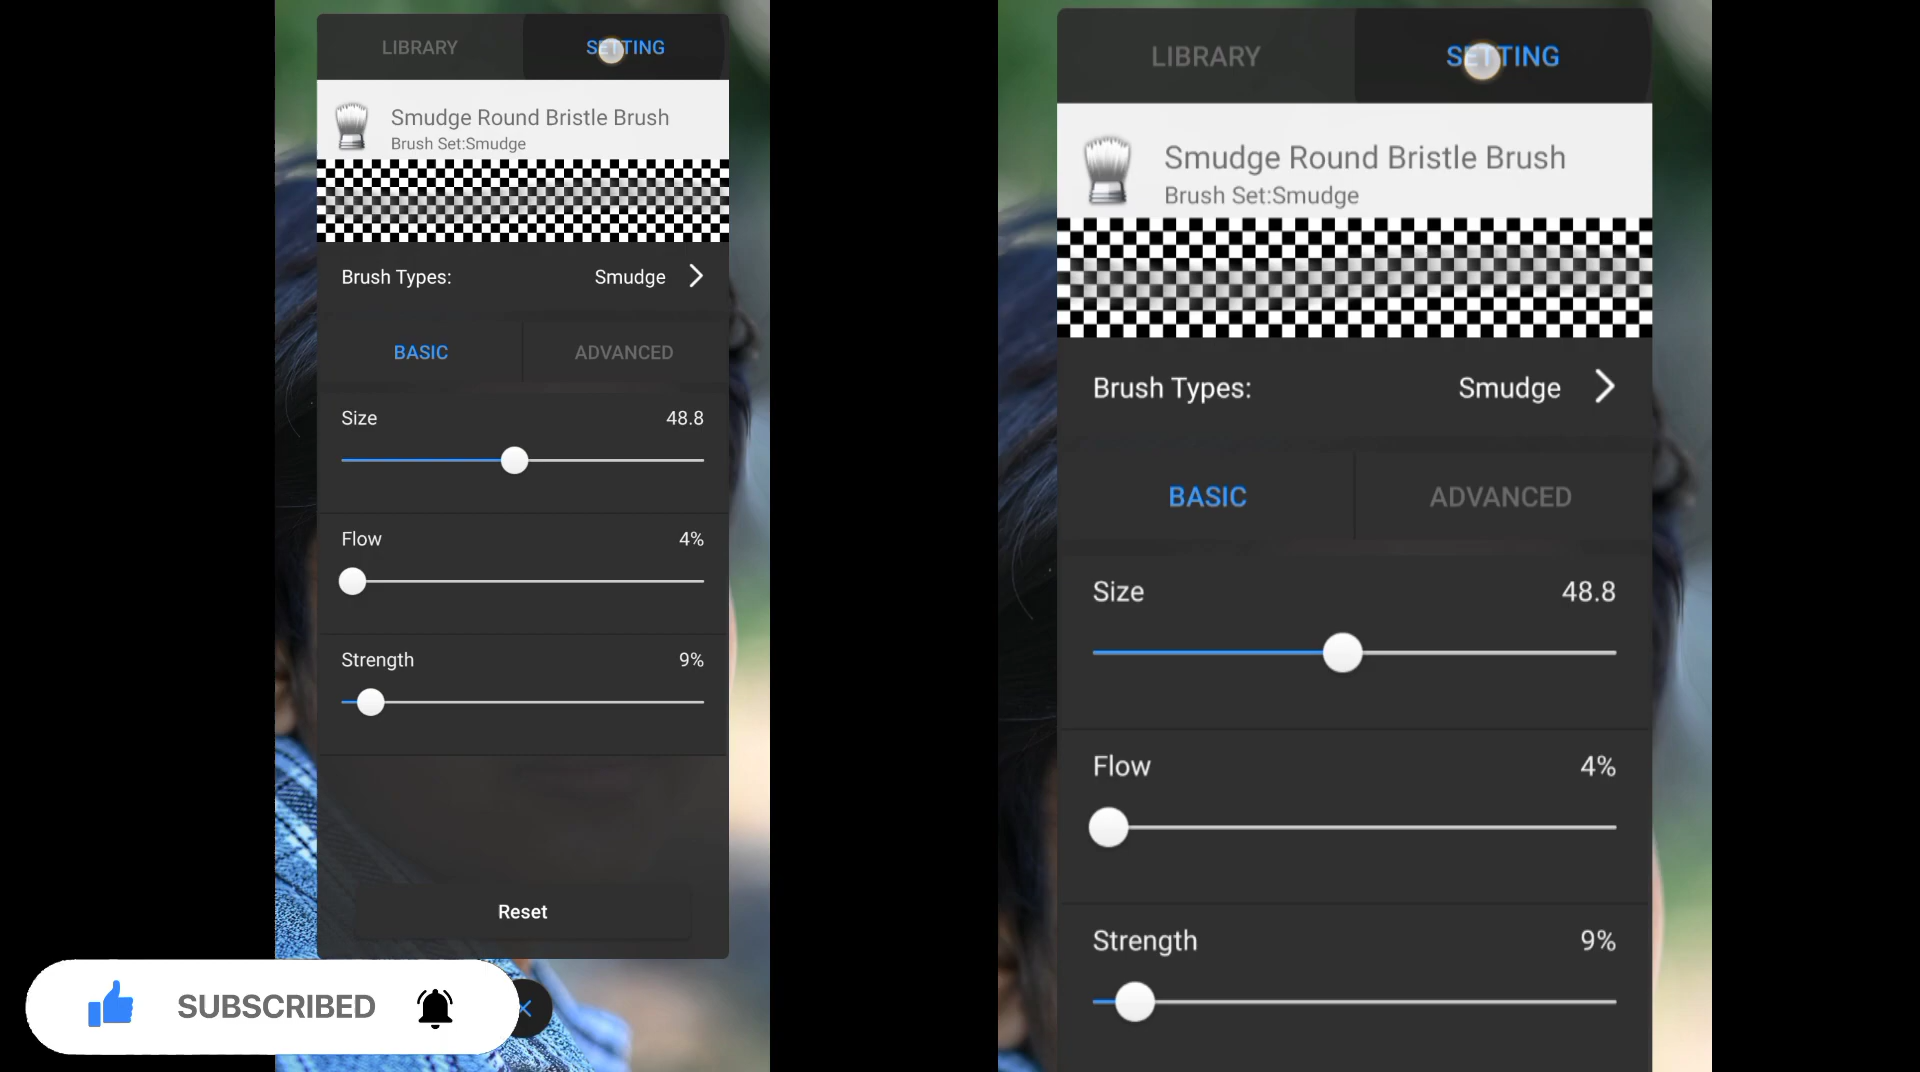 LIBRARY SETTING
Smudge Round Bristle Brush
Brush Set:Smudge
Brush Types: Smudge
BASIC ADVANCED
Size 48.8
Flow 4%
Strength 9%
Reset
SUBSCRIBED
LIBRARY SETTING
Smudge Round Bristle Brush
Brush Set:Smudge
Brush Types: Smudge
BASIC ADVANCED
Size 48.8
Flow 4%
Strength 9%